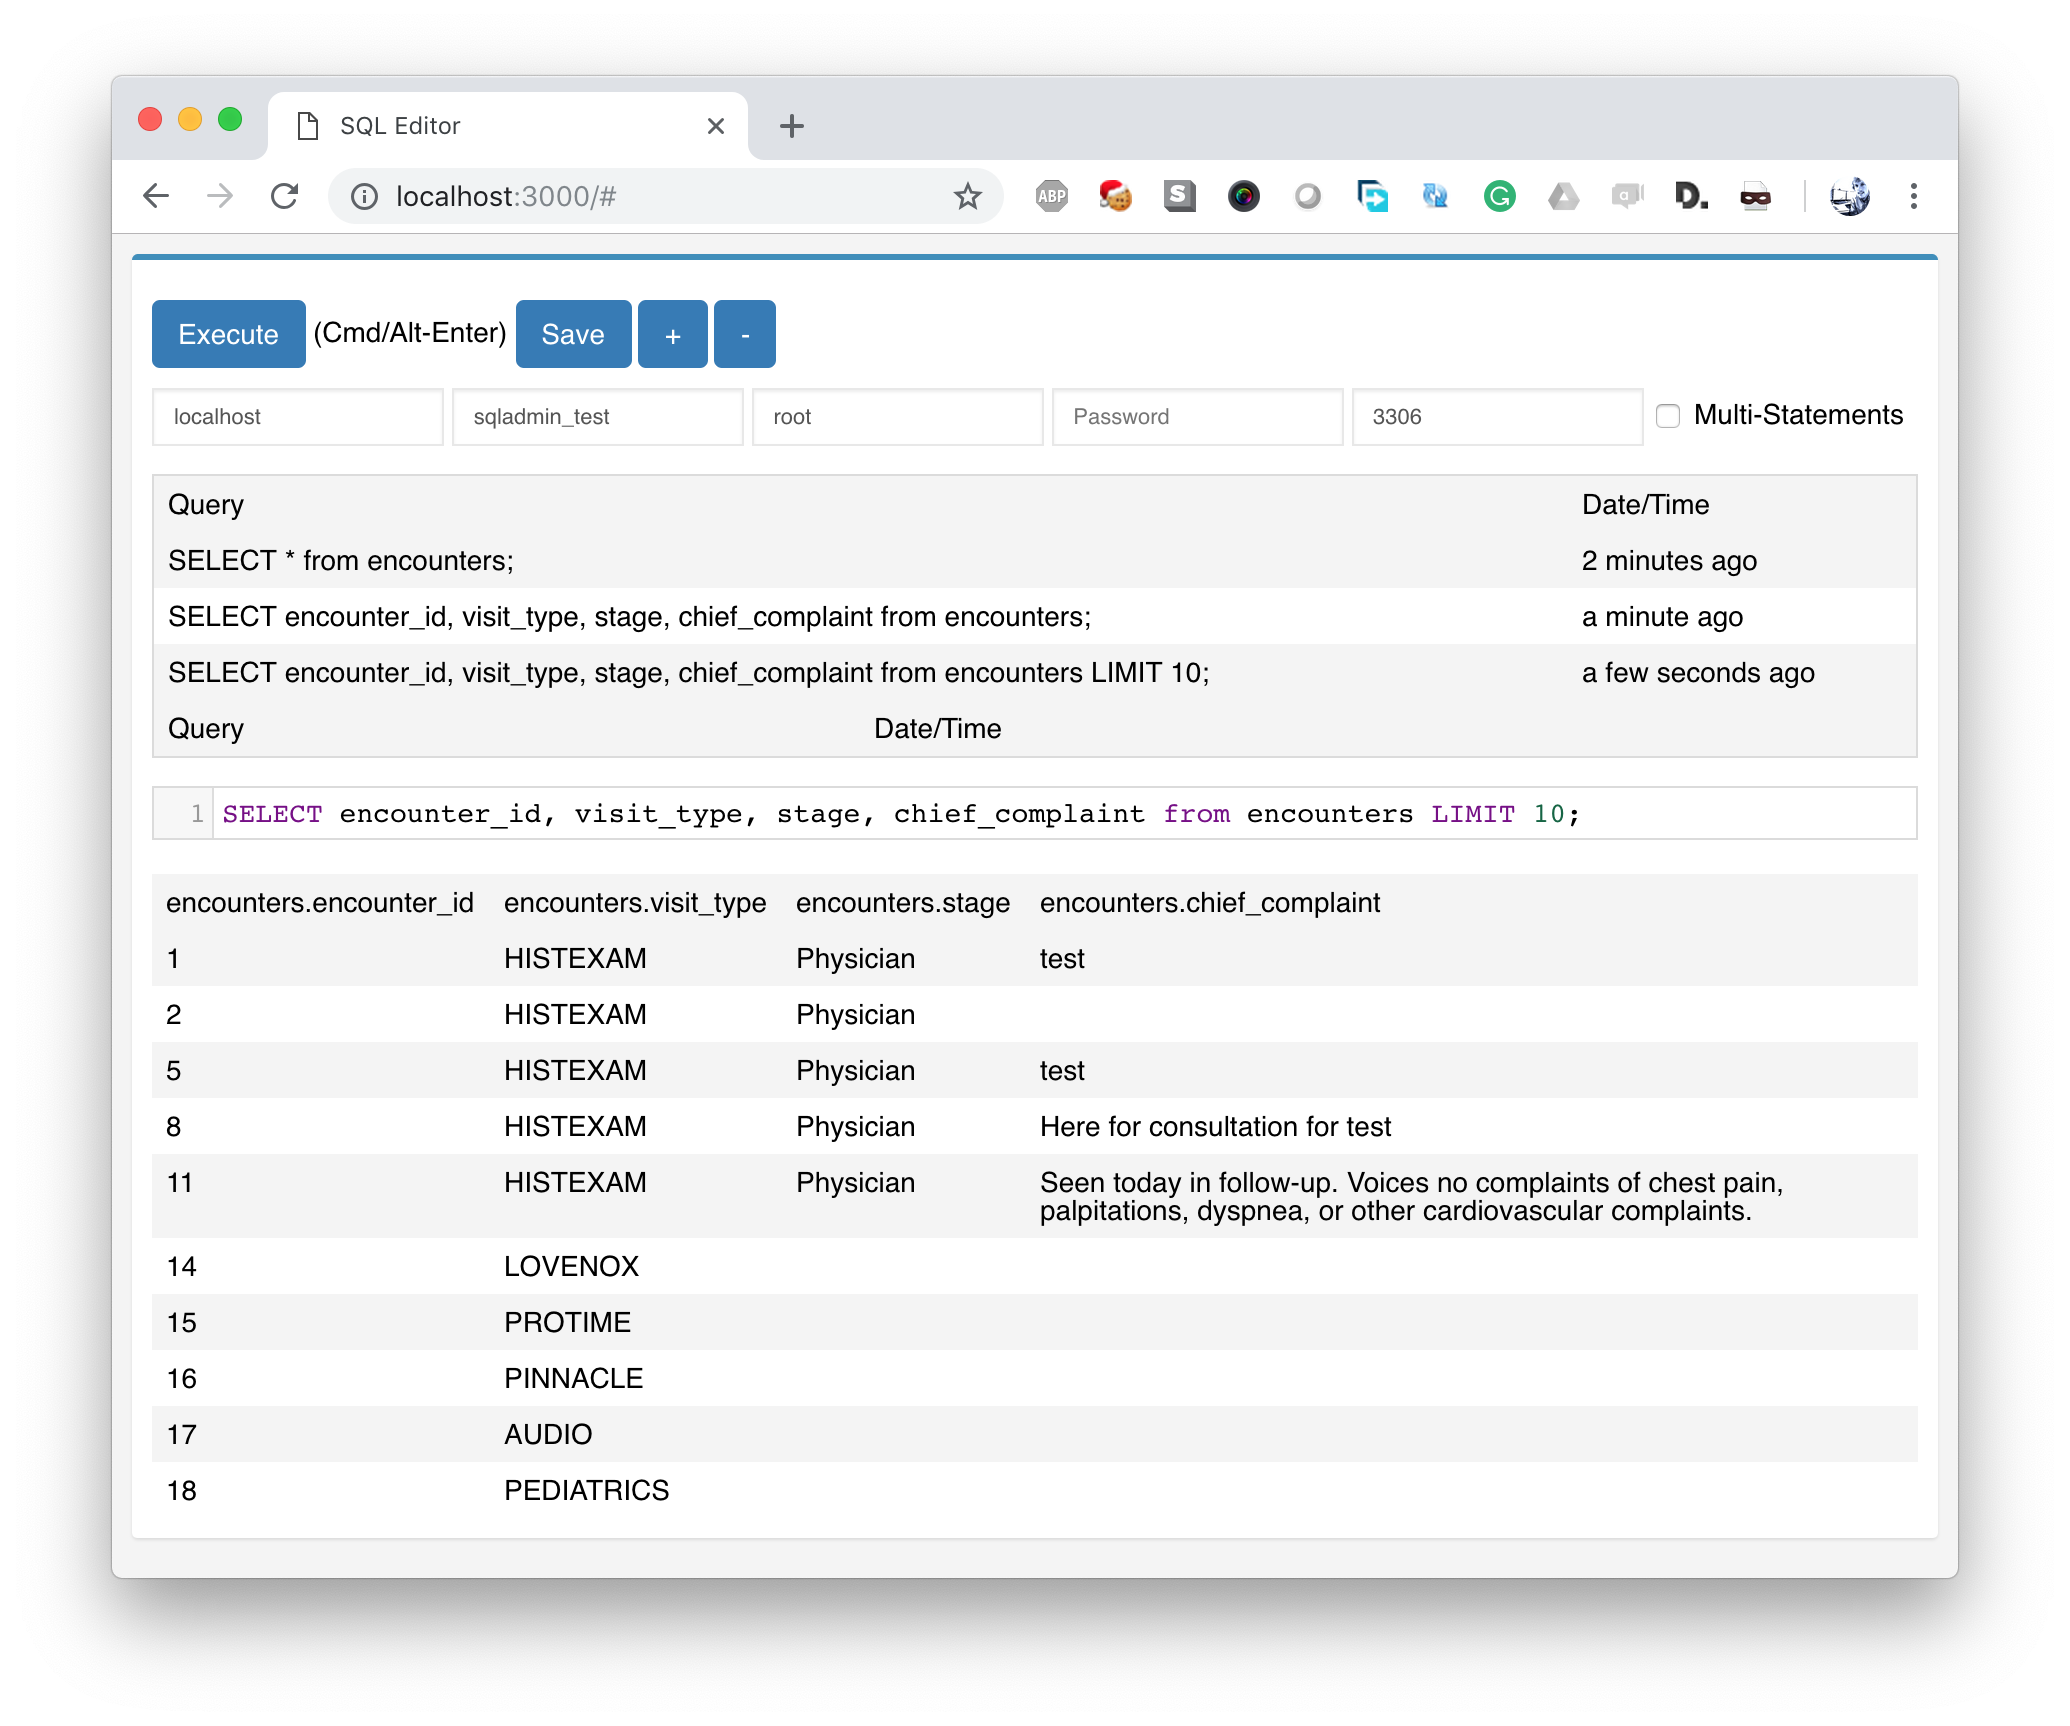 SQL Editor
localhost:3000/#
ABP S G a D.
Execute (Cmd/Alt-Enter) Save + -
localhost sqladmin_test root Password 3306 Multi-Statements
Query Date/Time
SELECT * from encounters; 2 minutes ago
SELECT encounter_id, visit_type, stage, chief_complaint from encounters; a minute ago
SELECT encounter_id, visit_type, stage, chief_complaint from encounters LIMIT 10; a few seconds ago
Query Date/Time
1 SELECT encounter_id, visit_type, stage, chief_complaint from encounters LIMIT 10;
encounters.encounter_id encounters.visit_type encounters.stage encounters.chief_complaint
1 HISTEXAM Physician test
2 HISTEXAM Physician
5 HISTEXAM Physician test
8 HISTEXAM Physician Here for consultation for test
11 HISTEXAM Physician Seen today in follow-up. Voices no complaints of chest pain,
palpitations, dyspnea, or other cardiovascular complaints.
14 LOVENOX
15 PROTIME
16 PINNACLE
17 AUDIO
18 PEDIATRICS